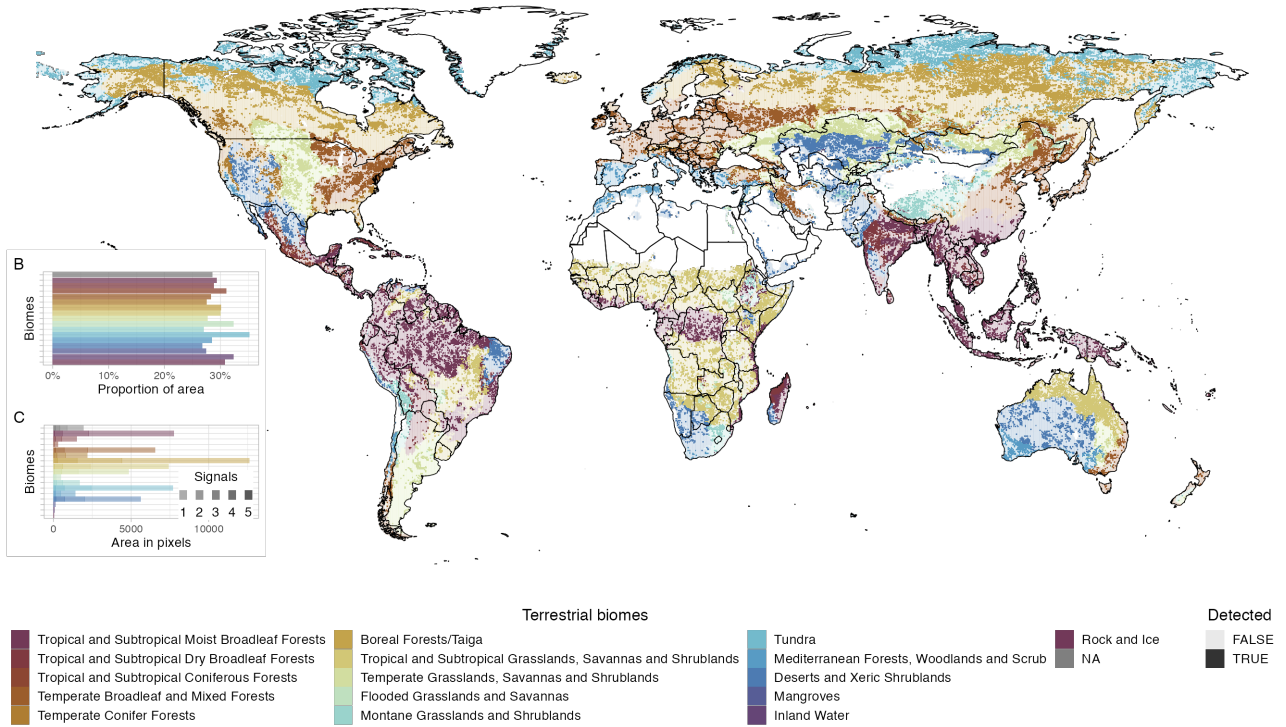 B
Biomes
0% 10% 20% 30%
Proportion of area
C
Biomes
Signals
1 2 3 4 5
0 5000 10000
Area in pixels
Terrestrial biomes
Detected
Tropical and Subtropical Moist Broadleaf Forests
Tropical and Subtropical Dry Broadleaf Forests
Tropical and Subtropical Coniferous Forests
Temperate Broadleaf and Mixed Forests
Temperate Conifer Forests
Boreal Forests/Taiga
Tropical and Subtropical Grasslands, Savannas and Shrublands
Temperate Grasslands, Savannas and Shrublands
Flooded Grasslands and Savannas
Montane Grasslands and Shrublands
Tundra
Mediterranean Forests, Woodlands and Scrub
Deserts and Xeric Shrublands
Mangroves
Inland Water
Rock and Ice
NA
FALSE
TRUE